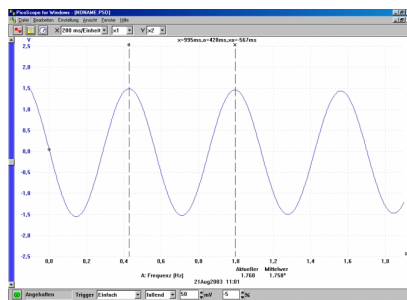 PicoScope for Windows - [NONAME.PSD]
Datei Bearbeiten Einstellung Ansicht Fenster Hilfe
X 200 ms/Einheit x1 Y x2
x=995ms,o=428ms,xo=567ms
V
o x
2,5
2,0
1,5
1,0
0,5
0,0
-0,5
-1,0
-1,5
-2,0
-2,5
0,0 0,2 0,4 0,6 0,8 1,0 1,2 1,4 1,6 1,8
s
Aktueller Mittelwer
A: Frequenz [Hz] 1.760 1.758*
21Aug2003 11:01
Angehalten Trigger Einfach fallend 50 mV -5 %